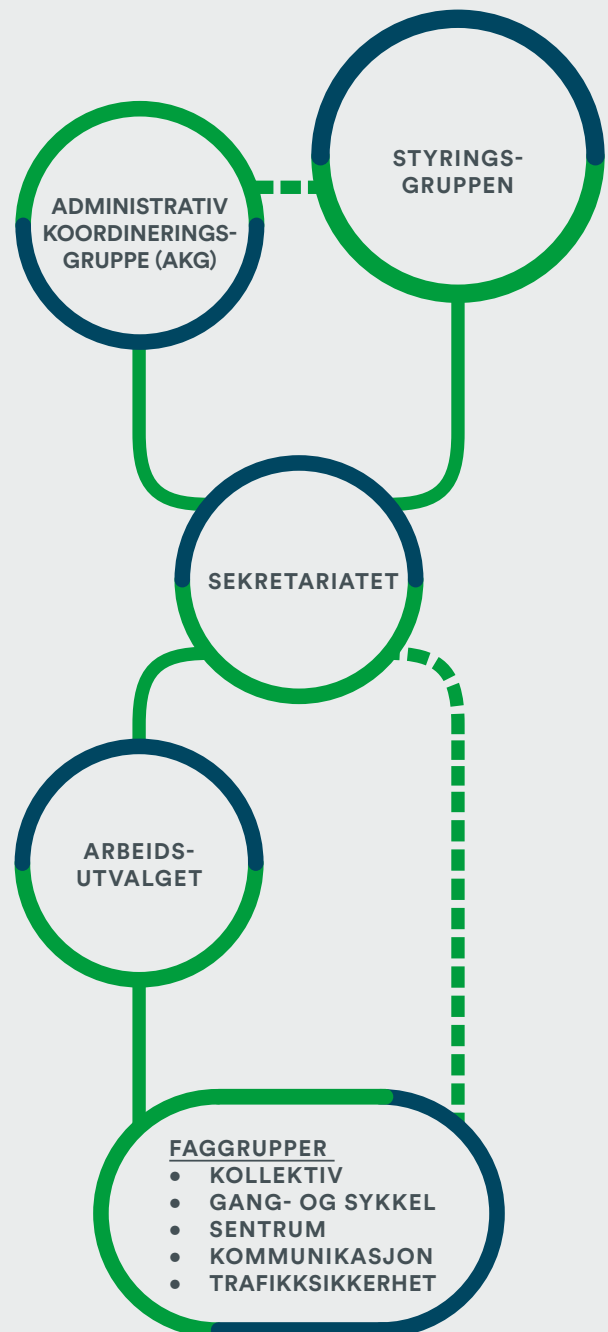 STYRINGS-
GRUPPEN
ADMINISTRATIV
KOORDINERINGS-
GRUPPE (AKG)
SEKRETARIATET
ARBEIDS-
UTVALGET
FAGGRUPPER
• KOLLEKTIV
• GANG- OG SYKKEL
• SENTRUM
• KOMMUNIKASJON
• TRAFIKKSIKKERHET